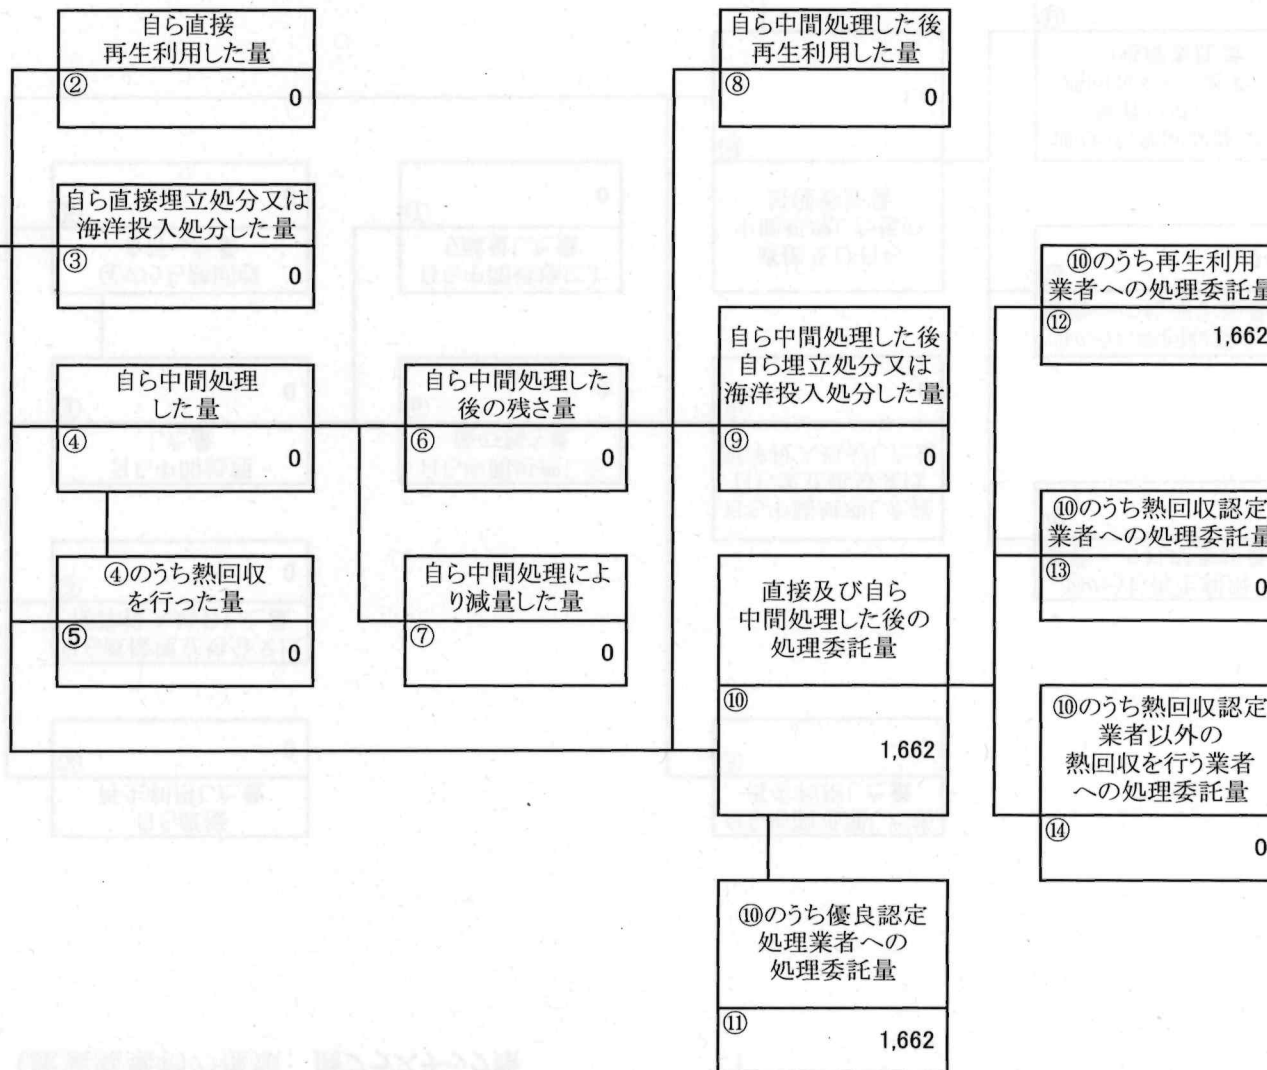 自ら直接
再生利用した量
②
0
自ら直接埋立処分又は
海洋投入処分した量
③
0
自ら中間処理
した量
④
0
④のうち熱回収
を行った量
⑤
0
自ら中間処理した
後の残さ量
⑥
0
自ら中間処理によ
り減量した量
⑦
0
自ら中間処理した後
再生利用した量
⑧
0
自ら中間処理した後
自ら埋立処分又は
海洋投入処分した量
⑨
0
直接及び自ら
中間処理した後の
処理委託量
⑩
1,662
⑩のうち優良認定
処理業者への
処理委託量
⑪
1,662
⑩のうち再生利用
業者への処理委託量
⑫
1,662
⑩のうち熱回収認定
業者への処理委託量
⑬
0
⑩のうち熱回収認定
業者以外の
熱回収を行う業者
への処理委託量
⑭
0